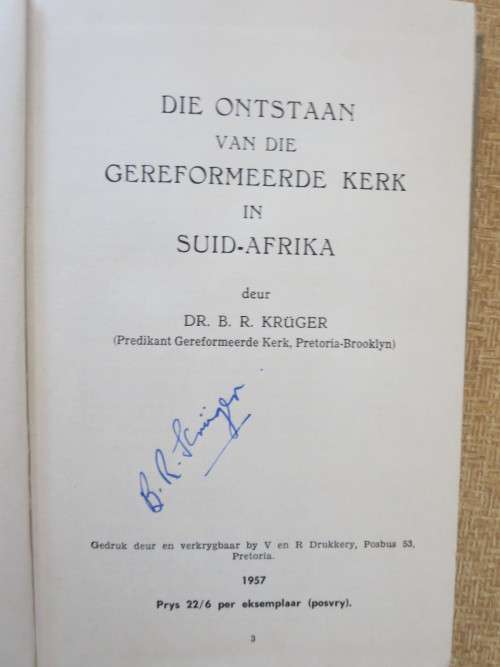 DIE ONTSTAAN
VAN DIE
GEREFORMEERDE KERK
IN
SUID-AFRIKA
deur
DR. B. R. KRÜGER
(Predikant Gereformeerde Kerk, Pretoria-Brooklyn)
B. R. Krüger
Gedruk deur en verkrygbaar by V en R Drukkery, Posbus 53,
Pretoria.
1957
Prys 22/6 per eksemplaar (posvry).
3